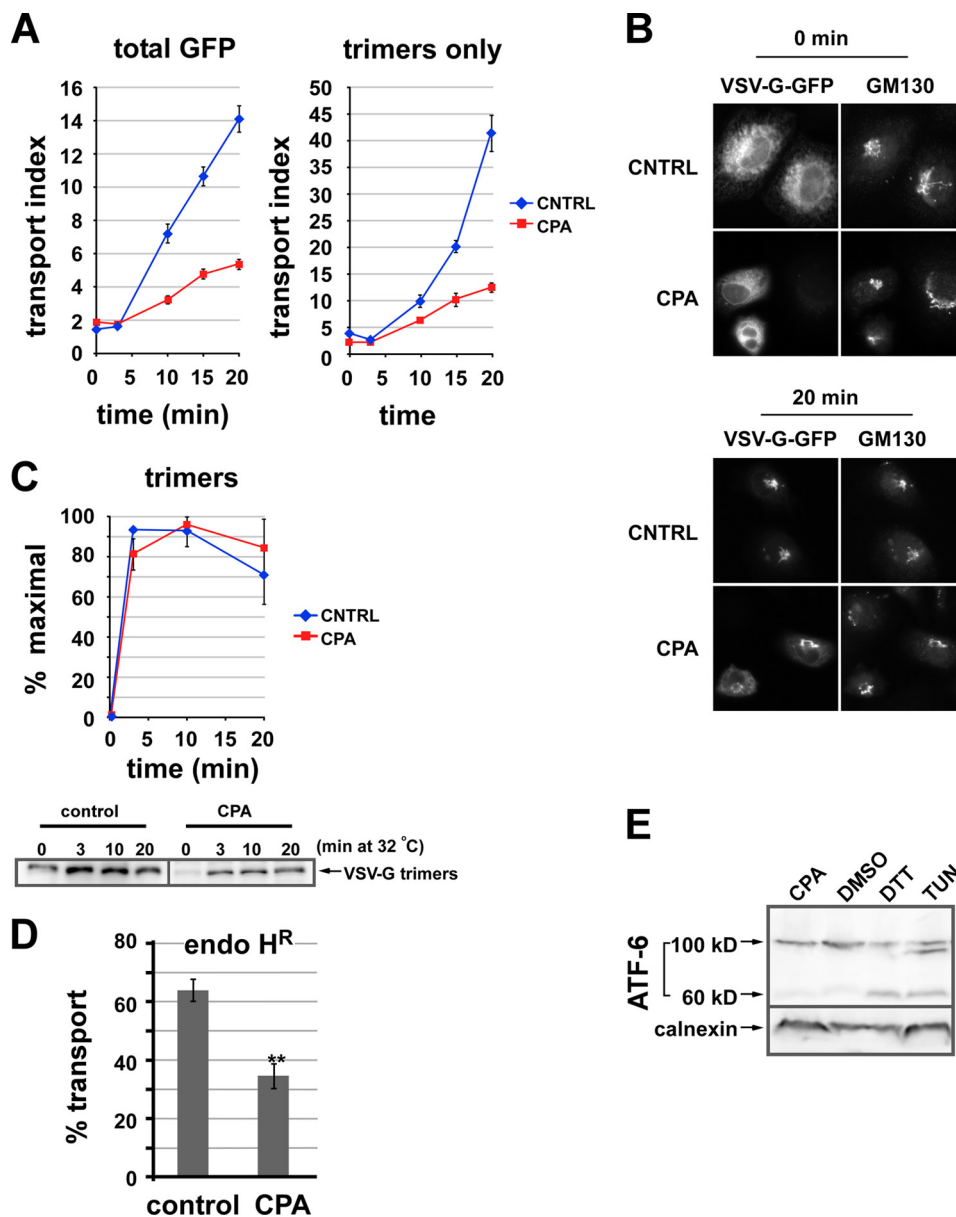 A
total GFP
transport index
16
14
12
10
8
6
4
2
0
0 5 10 15 20
time (min)
trimers only
transport index
50
45
40
35
30
25
20
15
10
5
0
0 5 10 15 20
time
CNTRL
CPA
B
0 min
VSV-G-GFP GM130
CNTRL
CPA
20 min
VSV-G-GFP GM130
CNTRL
CPA
C
trimers
% maximal
100
80
60
40
20
0
0 5 10 15 20
time (min)
CNTRL
CPA
control CPA
0 3 10 20 0 3 10 20 (min at 32 °C)
VSV-G trimers
D
endo H^R
% transport
80
60
40
20
0
**
control CPA
E
CPA DMSO DTT TUN
ATF-6
100 kD
60 kD
calnexin